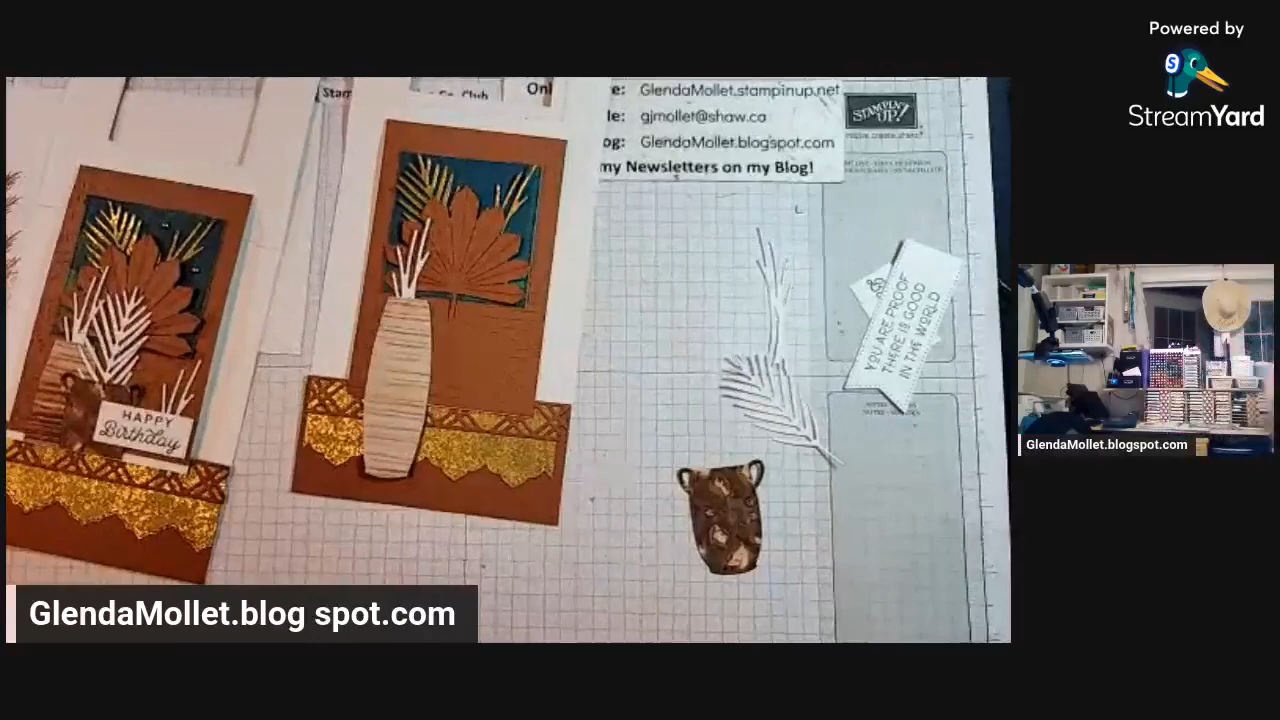 Powered by
StreamYard
Onl
e: GlendaMollet.stampinup.net
le: gjmollet@shaw.ca
og: GlendaMollet.blogspot.com
my Newsletters on my Blog!
STAMPIN' UP!
HAPPY
Birthday
YOU ARE PROOF
THERE IS GOOD
IN THE WORLD
GlendaMollet.blogspot.com
GlendaMollet.blog spot.com